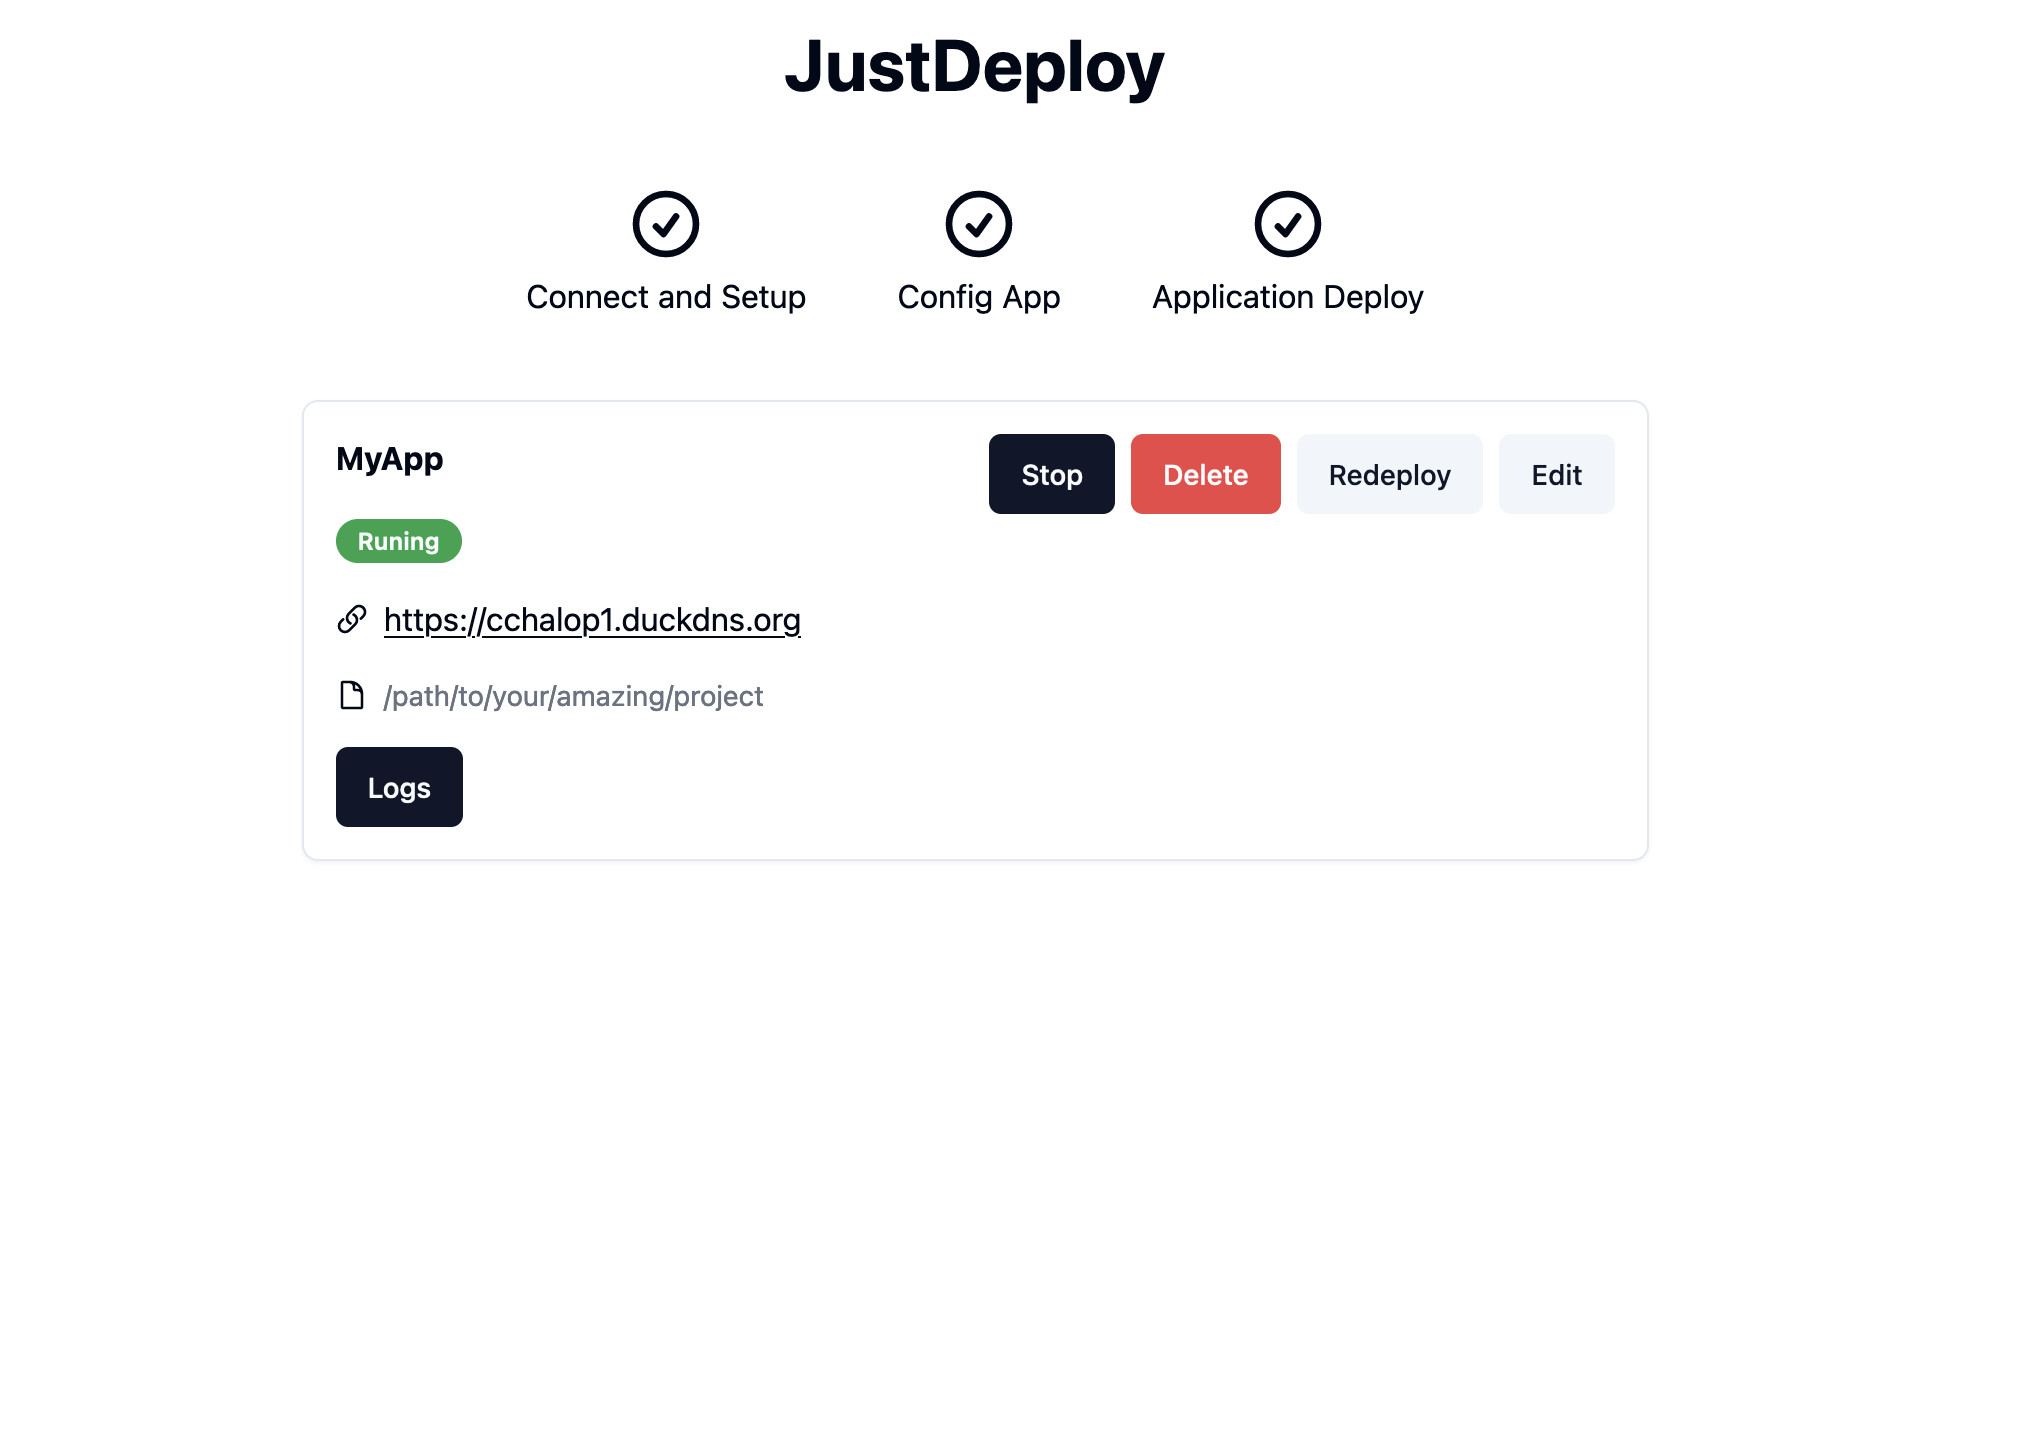 JustDeploy
Connect and Setup
Config App
Application Deploy
MyApp
Stop
Delete
Redeploy
Edit
Runing
https://cchalop1.duckdns.org
/path/to/your/amazing/project
Logs